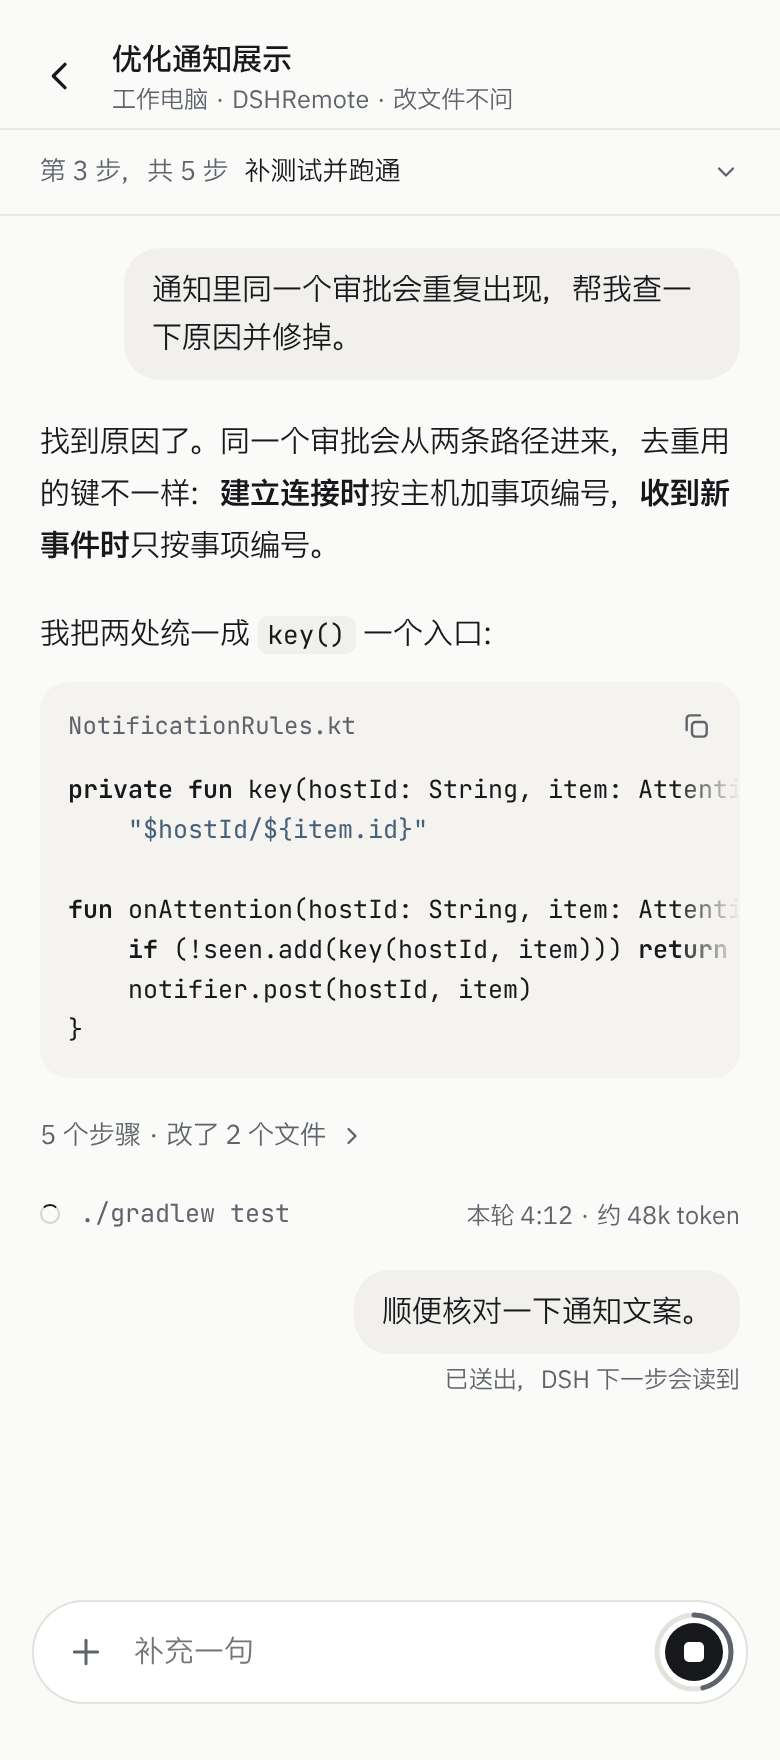 优化通知展示
工作电脑 · DSHRemote · 改文件不问
第 3 步，共 5 步 补测试并跑通
通知里同一个审批会重复出现，帮我查一
下原因并修掉。
找到原因了。同一个审批会从两条路径进来，去重用
的键不一样：建立连接时按主机加事项编号，收到新
事件时只按事项编号。
我把两处统一成 key() 一个入口：
NotificationRules.kt
private fun key(hostId: String, item: Attenti
    "$hostId/${item.id}"
fun onAttention(hostId: String, item: Attenti
    if (!seen.add(key(hostId, item))) return
    notifier.post(hostId, item)
}
5 个步骤 · 改了 2 个文件
./gradlew test 本轮 4:12 · 约 48k token
顺便核对一下通知文案。
已送出，DSH 下一步会读到
补充一句